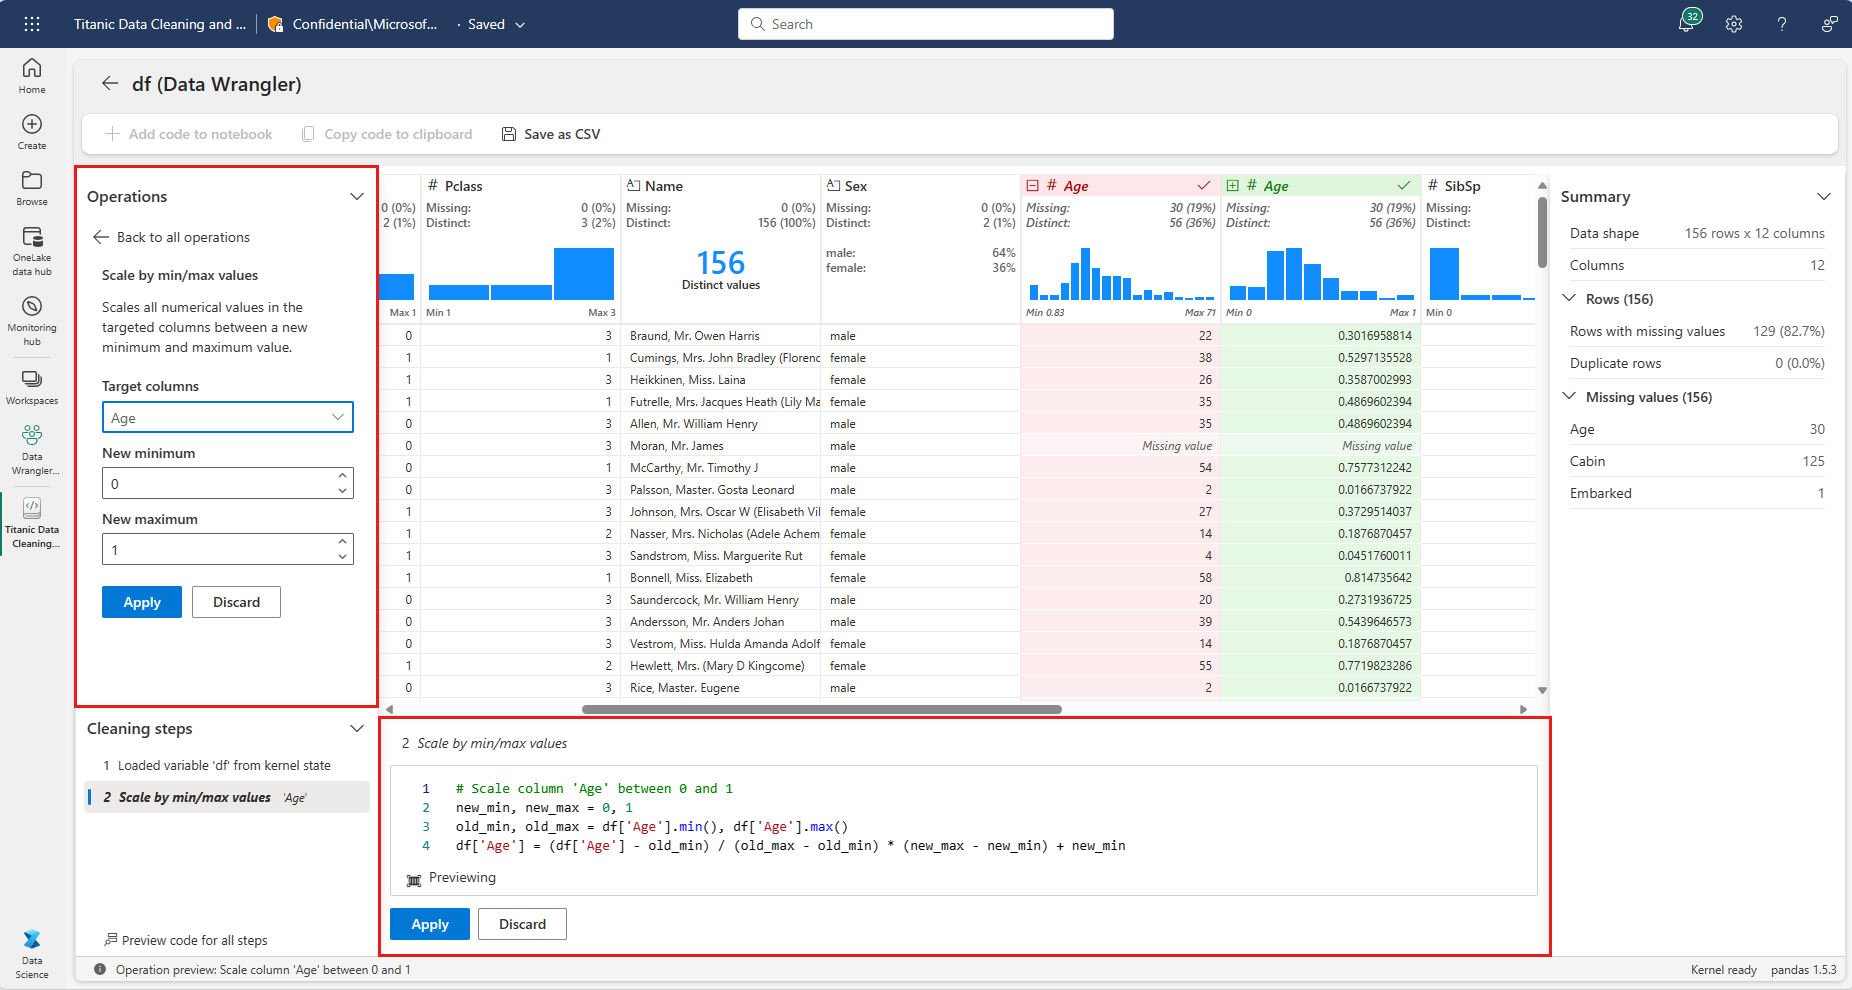 Titanic Data Cleaning and ...
Confidential\Microsof...
· Saved
Search
32
Home
Create
Browse
OneLake
data hub
Monitoring
hub
Workspaces
Data
Wrangler...
Titanic Data
Cleaning...
Data
Science
df (Data Wrangler)
Add code to notebook
Copy code to clipboard
Save as CSV
Operations
Back to all operations
Scale by min/max values
Scales all numerical values in the
targeted columns between a new
minimum and maximum value.
Target columns
Age
New minimum
0
New maximum
1
Apply Discard
Cleaning steps
1 Loaded variable 'df' from kernel state
2 Scale by min/max values 'Age'
Preview code for all steps
# Pclass Name Sex # Age # Age # SibSp
0 (0%) Missing: 0 (0%) Missing: 0 (0%) Missing: 0 (0%) Missing: 30 (19%) Missing: 30 (19%) Missing:
2 (1%) Distinct: 3 (2%) Distinct: 156 (100%) Distinct: 2 (1%) Distinct: 56 (36%) Distinct: 56 (36%) Distinct:
156
Distinct values
male: 64%
female: 36%
Max 1 Min 1 Max 3 Min 0.83 Max 71 Min 0 Max 1 Min 0
0 3 Braund, Mr. Owen Harris male 22 0.3016958814
1 1 Cumings, Mrs. John Bradley (Florenc female 38 0.5297135528
1 3 Heikkinen, Miss. Laina female 26 0.3587002993
1 1 Futrelle, Mrs. Jacques Heath (Lily Ma female 35 0.4869602394
0 3 Allen, Mr. William Henry male 35 0.4869602394
0 3 Moran, Mr. James male Missing value Missing value
0 1 McCarthy, Mr. Timothy J male 54 0.7577312242
0 3 Palsson, Master. Gosta Leonard male 2 0.0166737922
1 3 Johnson, Mrs. Oscar W (Elisabeth Vil female 27 0.3729514037
1 2 Nasser, Mrs. Nicholas (Adele Achem female 14 0.1876870457
1 3 Sandstrom, Miss. Marguerite Rut female 4 0.0451760011
1 1 Bonnell, Miss. Elizabeth female 58 0.814735642
0 3 Saundercock, Mr. William Henry male 20 0.2731936725
0 3 Andersson, Mr. Anders Johan male 39 0.5439646573
0 3 Vestrom, Miss. Hulda Amanda Adolf female 14 0.1876870457
1 2 Hewlett, Mrs. (Mary D Kingcome) female 55 0.7719823286
0 3 Rice, Master. Eugene male 2 0.0166737922
2 Scale by min/max values
1 # Scale column 'Age' between 0 and 1
2 new_min, new_max = 0, 1
3 old_min, old_max = df['Age'].min(), df['Age'].max()
4 df['Age'] = (df['Age'] - old_min) / (old_max - old_min) * (new_max - new_min) + new_min
Previewing
Apply Discard
Summary
Data shape 156 rows x 12 columns
Columns 12
Rows (156)
Rows with missing values 129 (82.7%)
Duplicate rows 0 (0.0%)
Missing values (156)
Age 30
Cabin 125
Embarked 1
Operation preview: Scale column 'Age' between 0 and 1
Kernel ready pandas 1.5.3